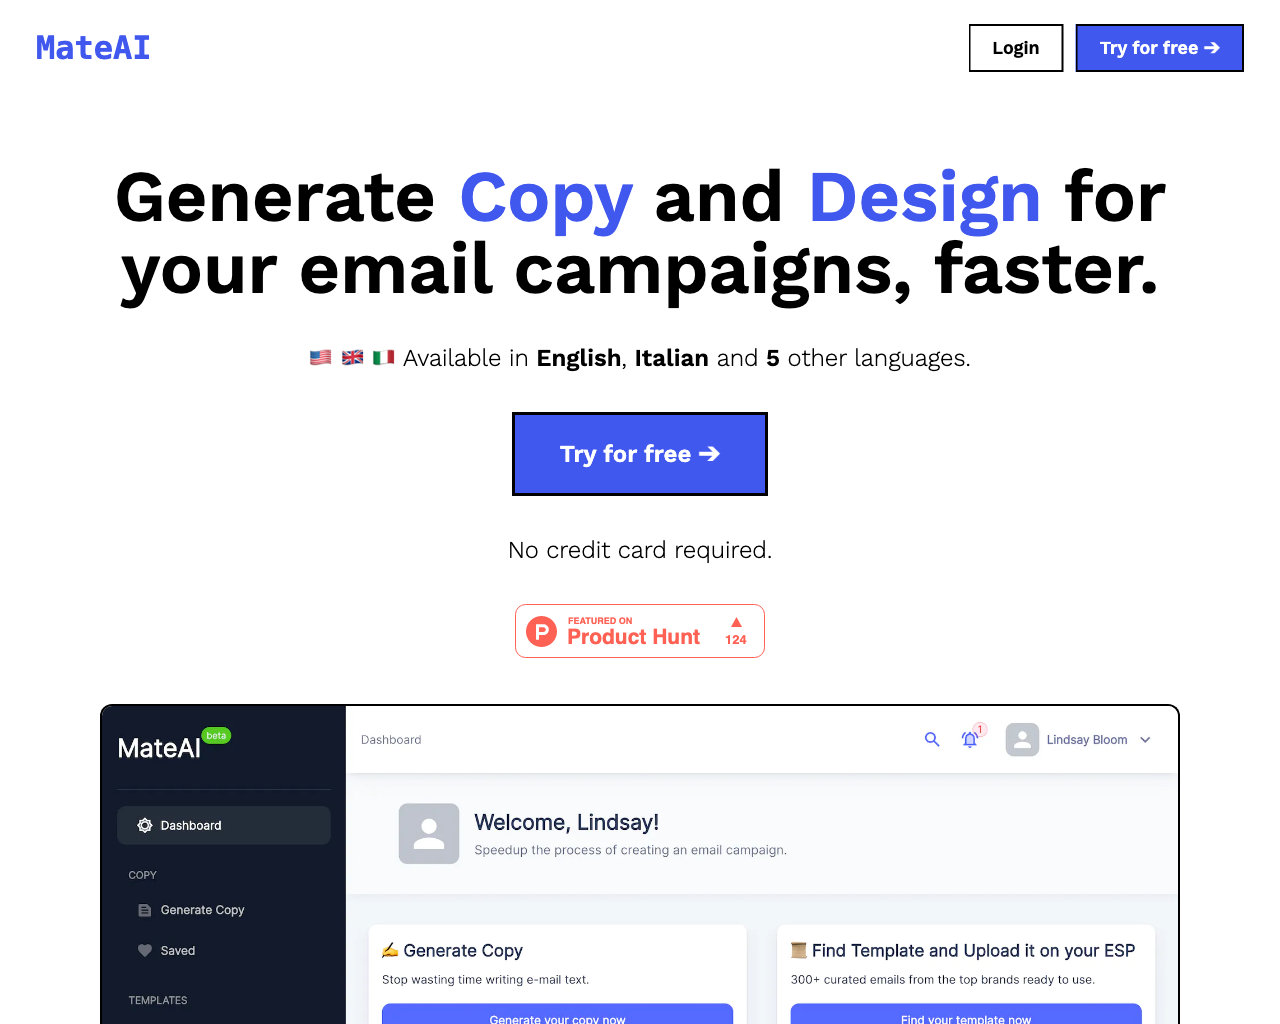 MateAI
Login
Try for free ➔
Generate Copy and Design for
your email campaigns, faster.
🇺🇸 🇬🇧 🇮🇹 Available in English, Italian and 5 other languages.
Try for free ➔
No credit card required.
FEATURED ON
Product Hunt
▲
124
MateAI beta
Dashboard
1
Lindsay Bloom
Dashboard
Welcome, Lindsay!
Speedup the process of creating an email campaign.
COPY
Generate Copy
Saved
TEMPLATES
✍️ Generate Copy
Stop wasting time writing e-mail text.
Generate your copy now
📜 Find Template and Upload it on your ESP
300+ curated emails from the top brands ready to use.
Find your template now